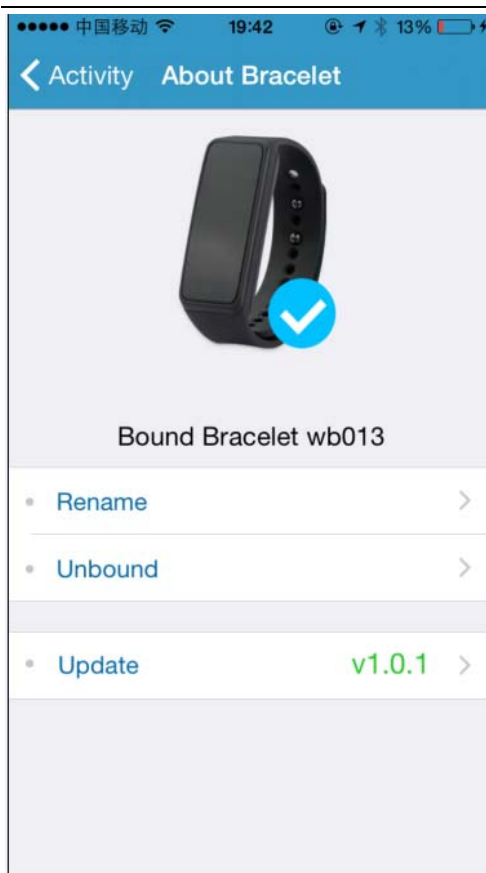 中国移动 19:42 13%
Activity About Bracelet
Bound Bracelet wb013
Rename
Unbound
Update v1.0.1